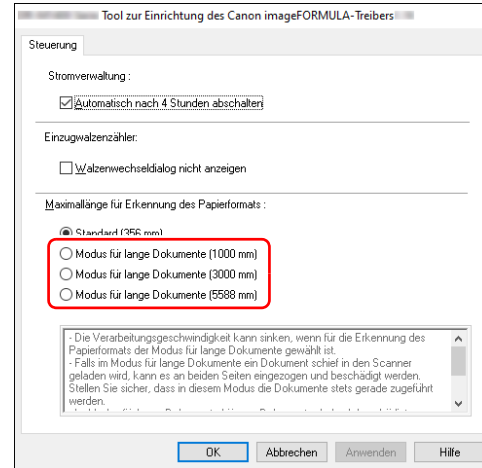 Tool zur Einrichtung des Canon imageFORMULA-Treibers
Steuerung
Stromverwaltung :
Automatisch nach 4 Stunden abschalten
Einzugwalzenzähler:
Walzenwechseldialog nicht anzeigen
Maximallänge für Erkennung des Papierformats :
Standard (356 mm)
Modus für lange Dokumente (1000 mm)
Modus für lange Dokumente (3000 mm)
Modus für lange Dokumente (5588 mm)
- Die Verarbeitungsgeschwindigkeit kann sinken, wenn für die Erkennung des
Papierformats der Modus für lange Dokumente gewählt ist.
- Falls im Modus für lange Dokumente ein Dokument schief in den Scanner
geladen wird, kann es an beiden Seiten eingezogen und beschädigt werden.
Stellen Sie sicher, dass in diesem Modus die Dokumente stets gerade zugeführt
werden.
OK Abbrechen Anwenden Hilfe